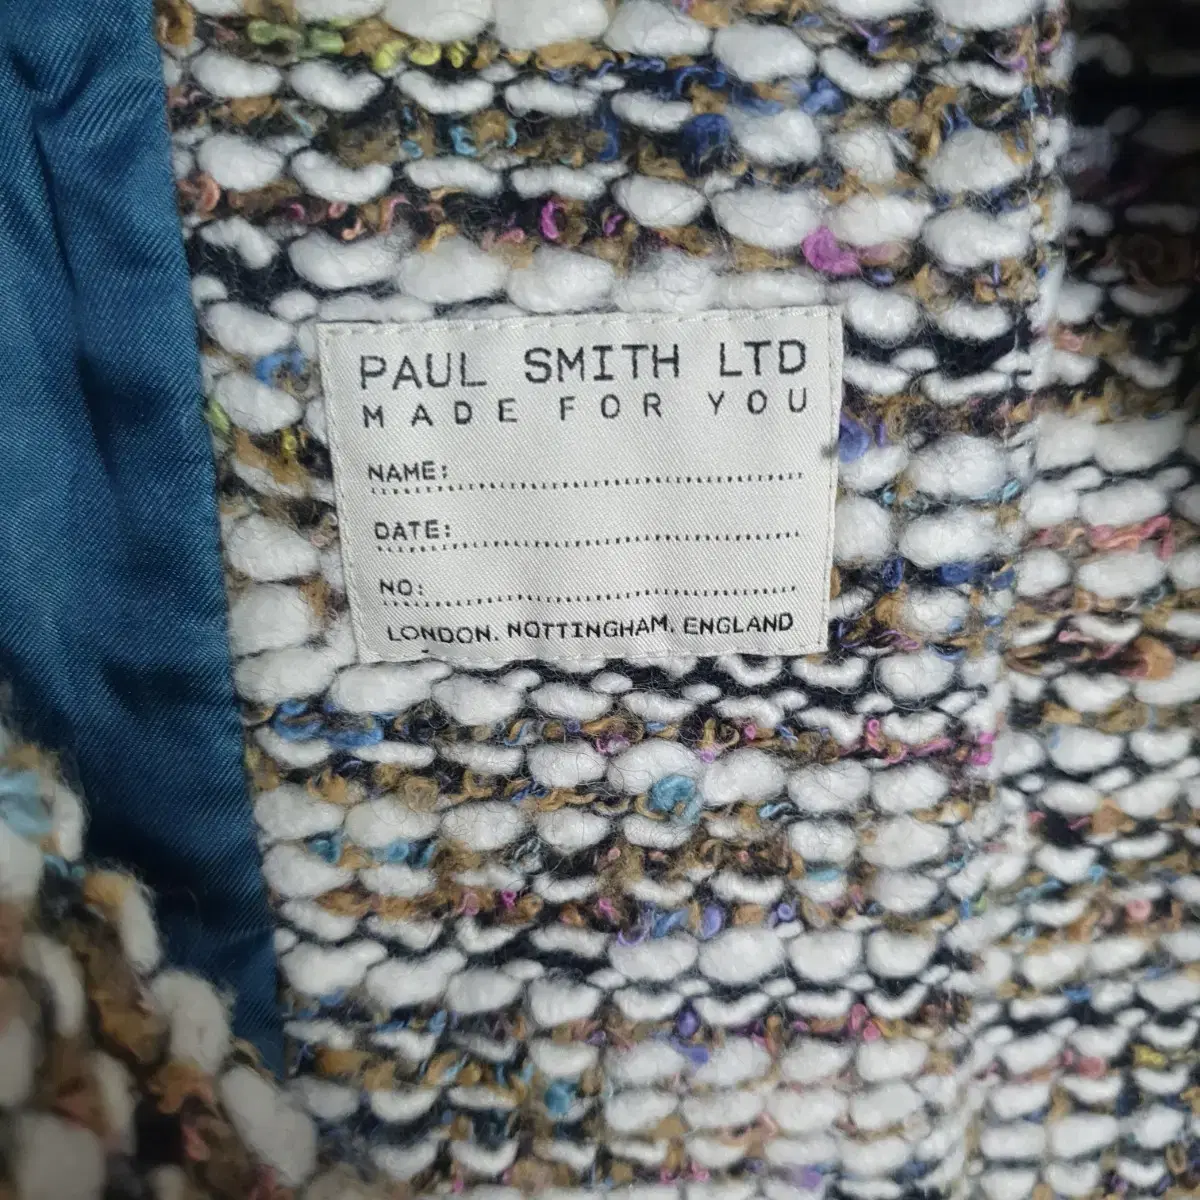 PAUL SMITH LTD
MADE FOR YOU
NAME:
DATE:
NO:
LONDON. NOTTINGHAM. ENGLAND